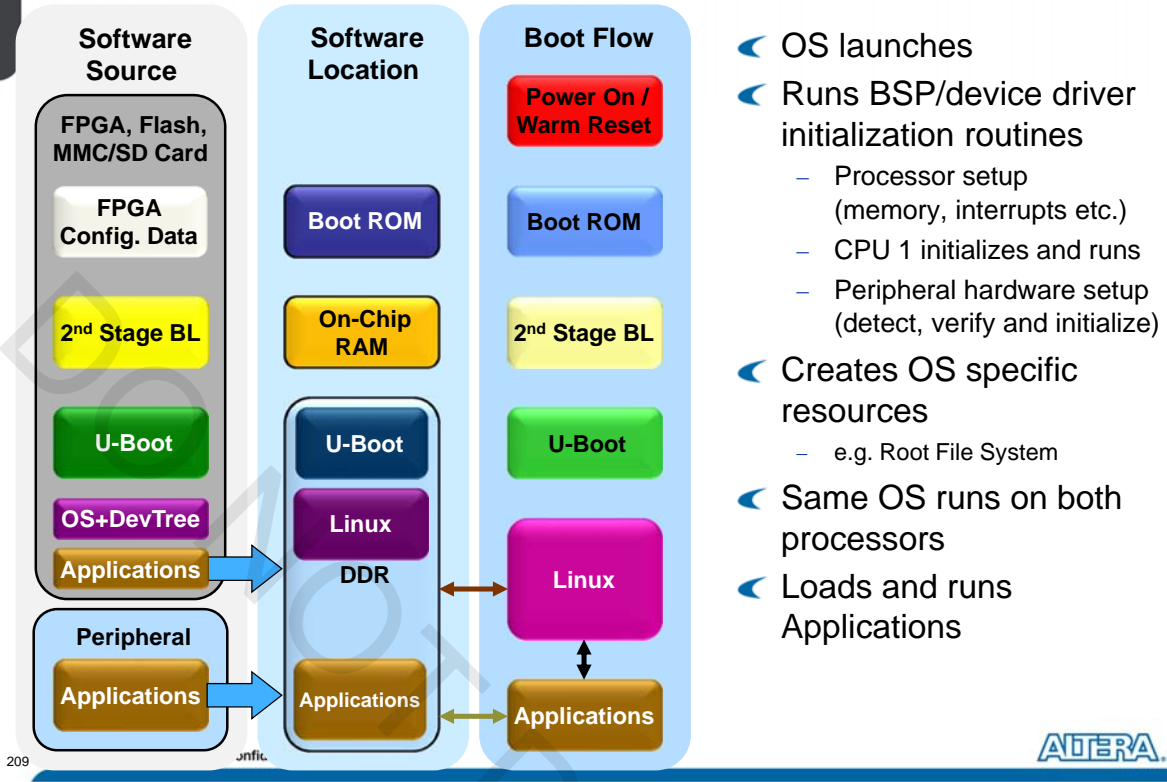 Software
Source
FPGA, Flash,
MMC/SD Card
FPGA
Config. Data
2nd Stage BL
U-Boot
OS+DevTree
Applications
Peripheral
Applications
Software
Location
Boot ROM
On-Chip
RAM
U-Boot
Linux
DDR
Applications
Boot Flow
Power On /
Warm Reset
Boot ROM
2nd Stage BL
U-Boot
Linux
Applications
OS launches
Runs BSP/device driver
initialization routines
– Processor setup
(memory, interrupts etc.)
– CPU 1 initializes and runs
– Peripheral hardware setup
(detect, verify and initialize)
Creates OS specific
resources
– e.g. Root File System
Same OS runs on both
processors
Loads and runs
Applications
209
ALTERA.